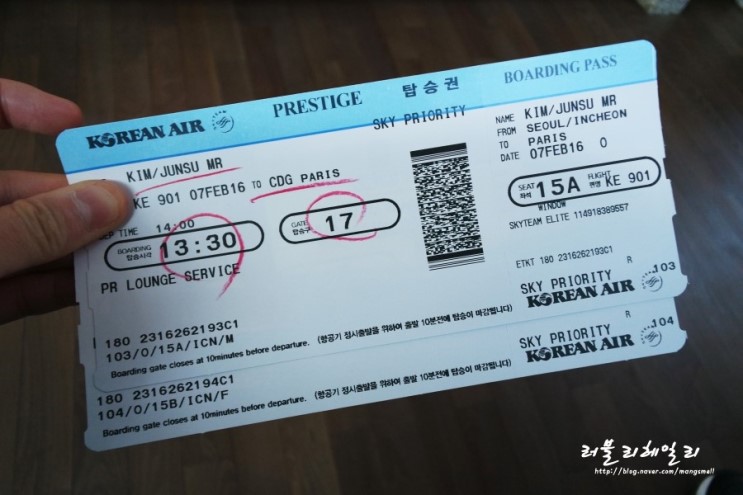 KOREAN AIR PRESTIGE 탑승권 BOARDING PASS
SKY PRIORITY
KIM/JUNSU MR
KE 901 07FEB16 TO CDG PARIS
TIME 14:00
BOARDING 탑승시각 13:30
GATE 탑승구 17
PR LOUNGE SERVICE
180 2316262193C1
103/0/15A/ICN/M
Boarding gate closes at 10minutes before departure. (항공기 정시출발을 위하여 출발 10분전에 탑승이 마감됩니다)
NAME KIM/JUNSU MR
FROM SEOUL/INCHEON
TO PARIS
DATE 07FEB16 0
SEAT 좌석 15A FLIGHT 편명 KE 901
WINDOW
SKYTEAM ELITE 114918389557
ETKT 180 2316262193C1
SKY PRIORITY R 103
KOREAN AIR
180 2316262194C1
104/0/15B/ICN/F
Boarding gate closes at 10minutes before departure. (항공기 정시출발을 위하여 출발 10분전에 탑승이 마감됩니다)
SKY PRIORITY R 104
KOREAN AIR
러블리헤일리
http://blog.naver.com/mongsmell